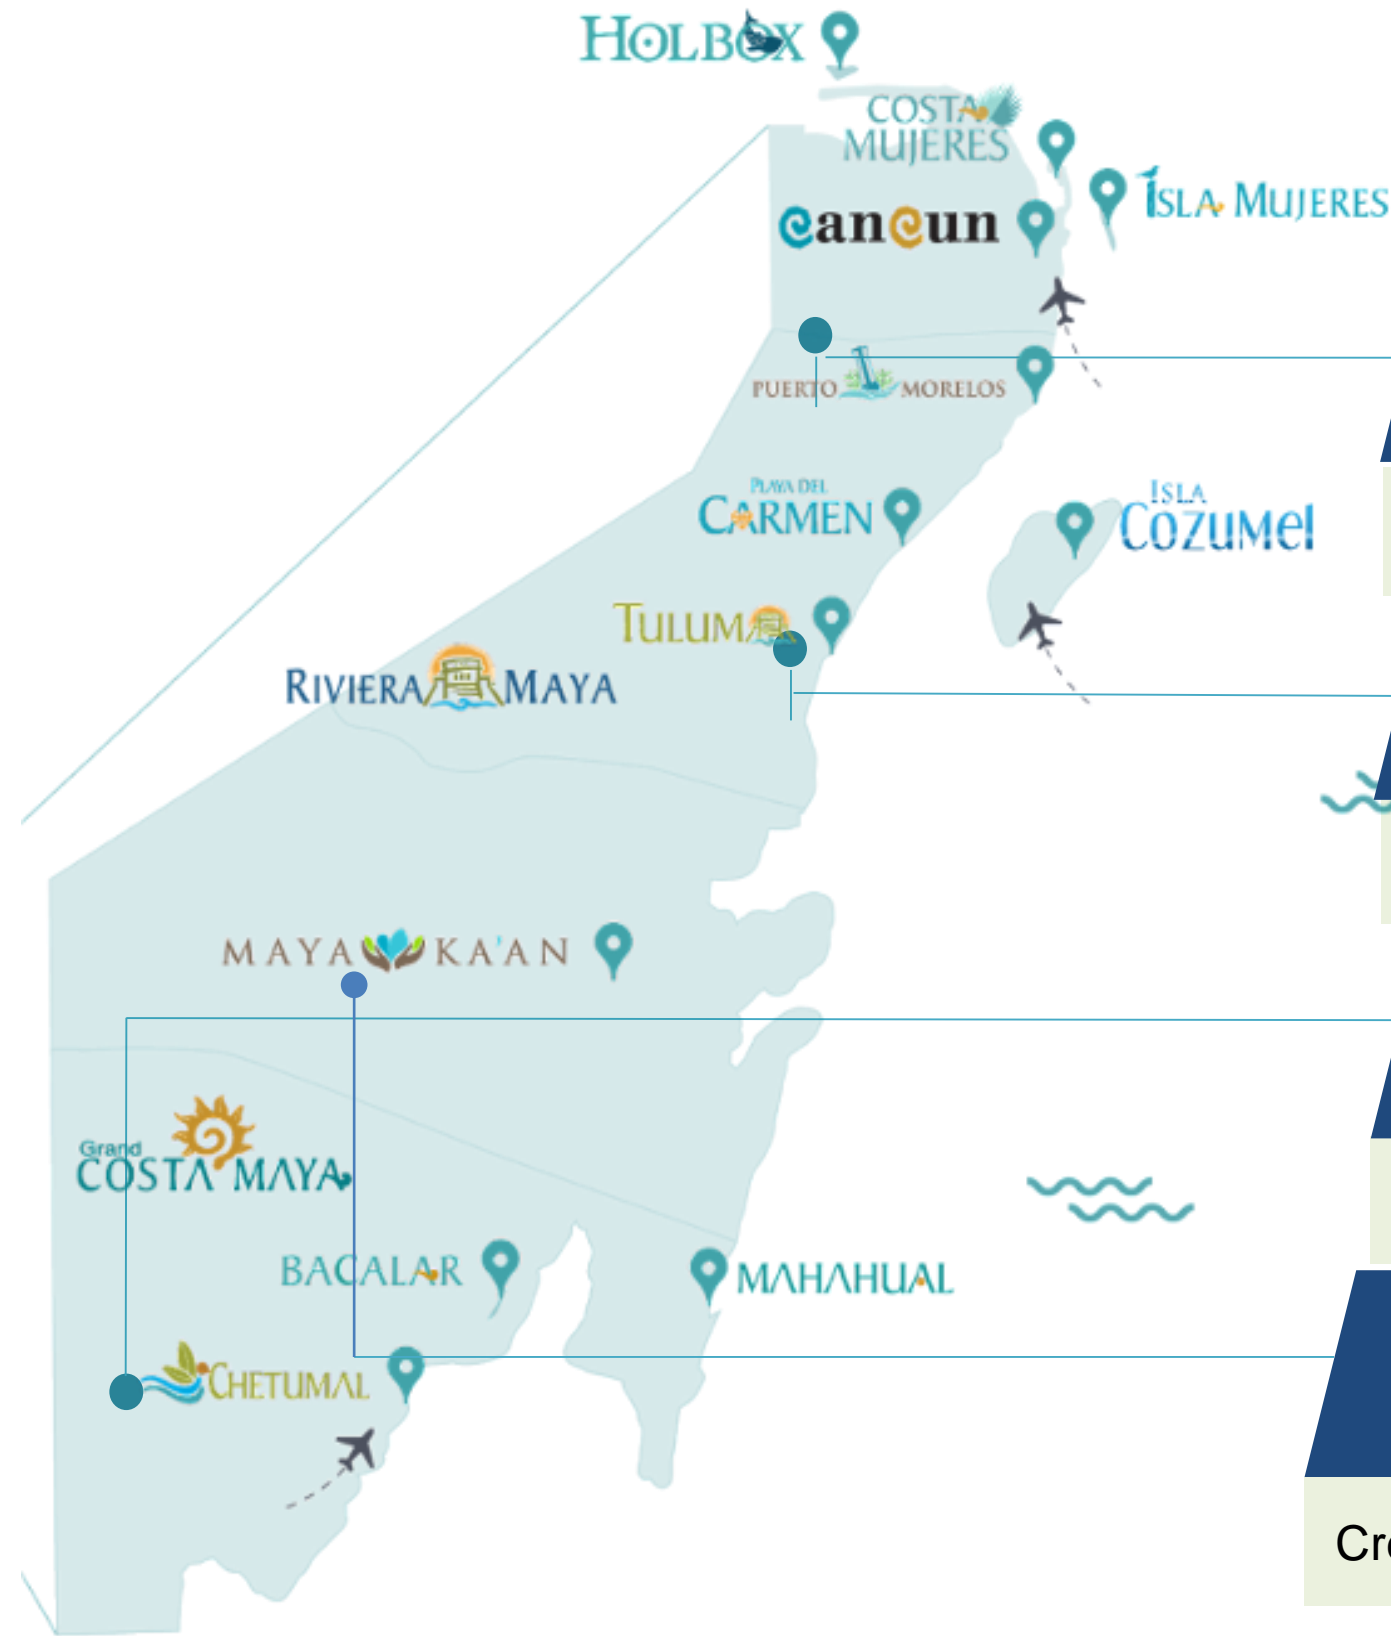 HOLBOX
COSTA
MUJERES
ISLA MUJERES
cancun
PUERTO MORELOS
PLAYA DEL
CARMEN
ISLA
COZUMEL
TULUM
RIVIERA MAYA
MAYA KA'AN
Grand
COSTA MAYA
BACALAR
MAHAHUAL
CHETUMAL